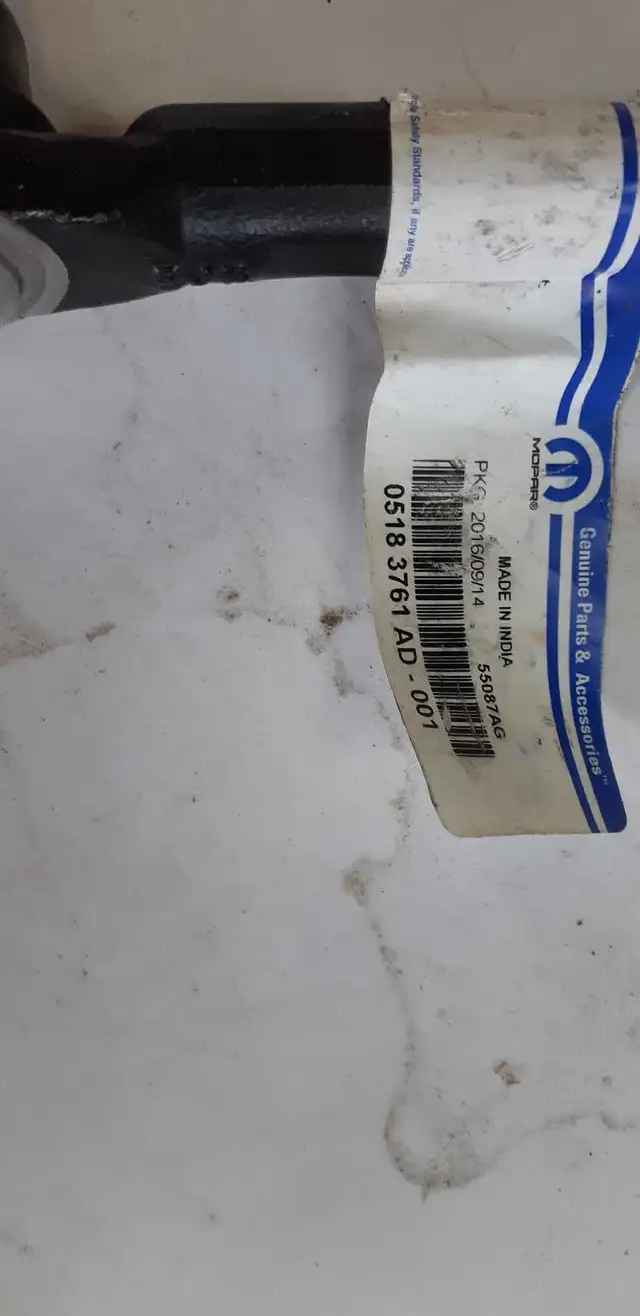 Safety Standards, if any are applic
MOPAR®
Genuine Parts & Accessories™
MADE IN INDIA
55087AG
PKG 2016/09/14
0518 3761 AD - 001